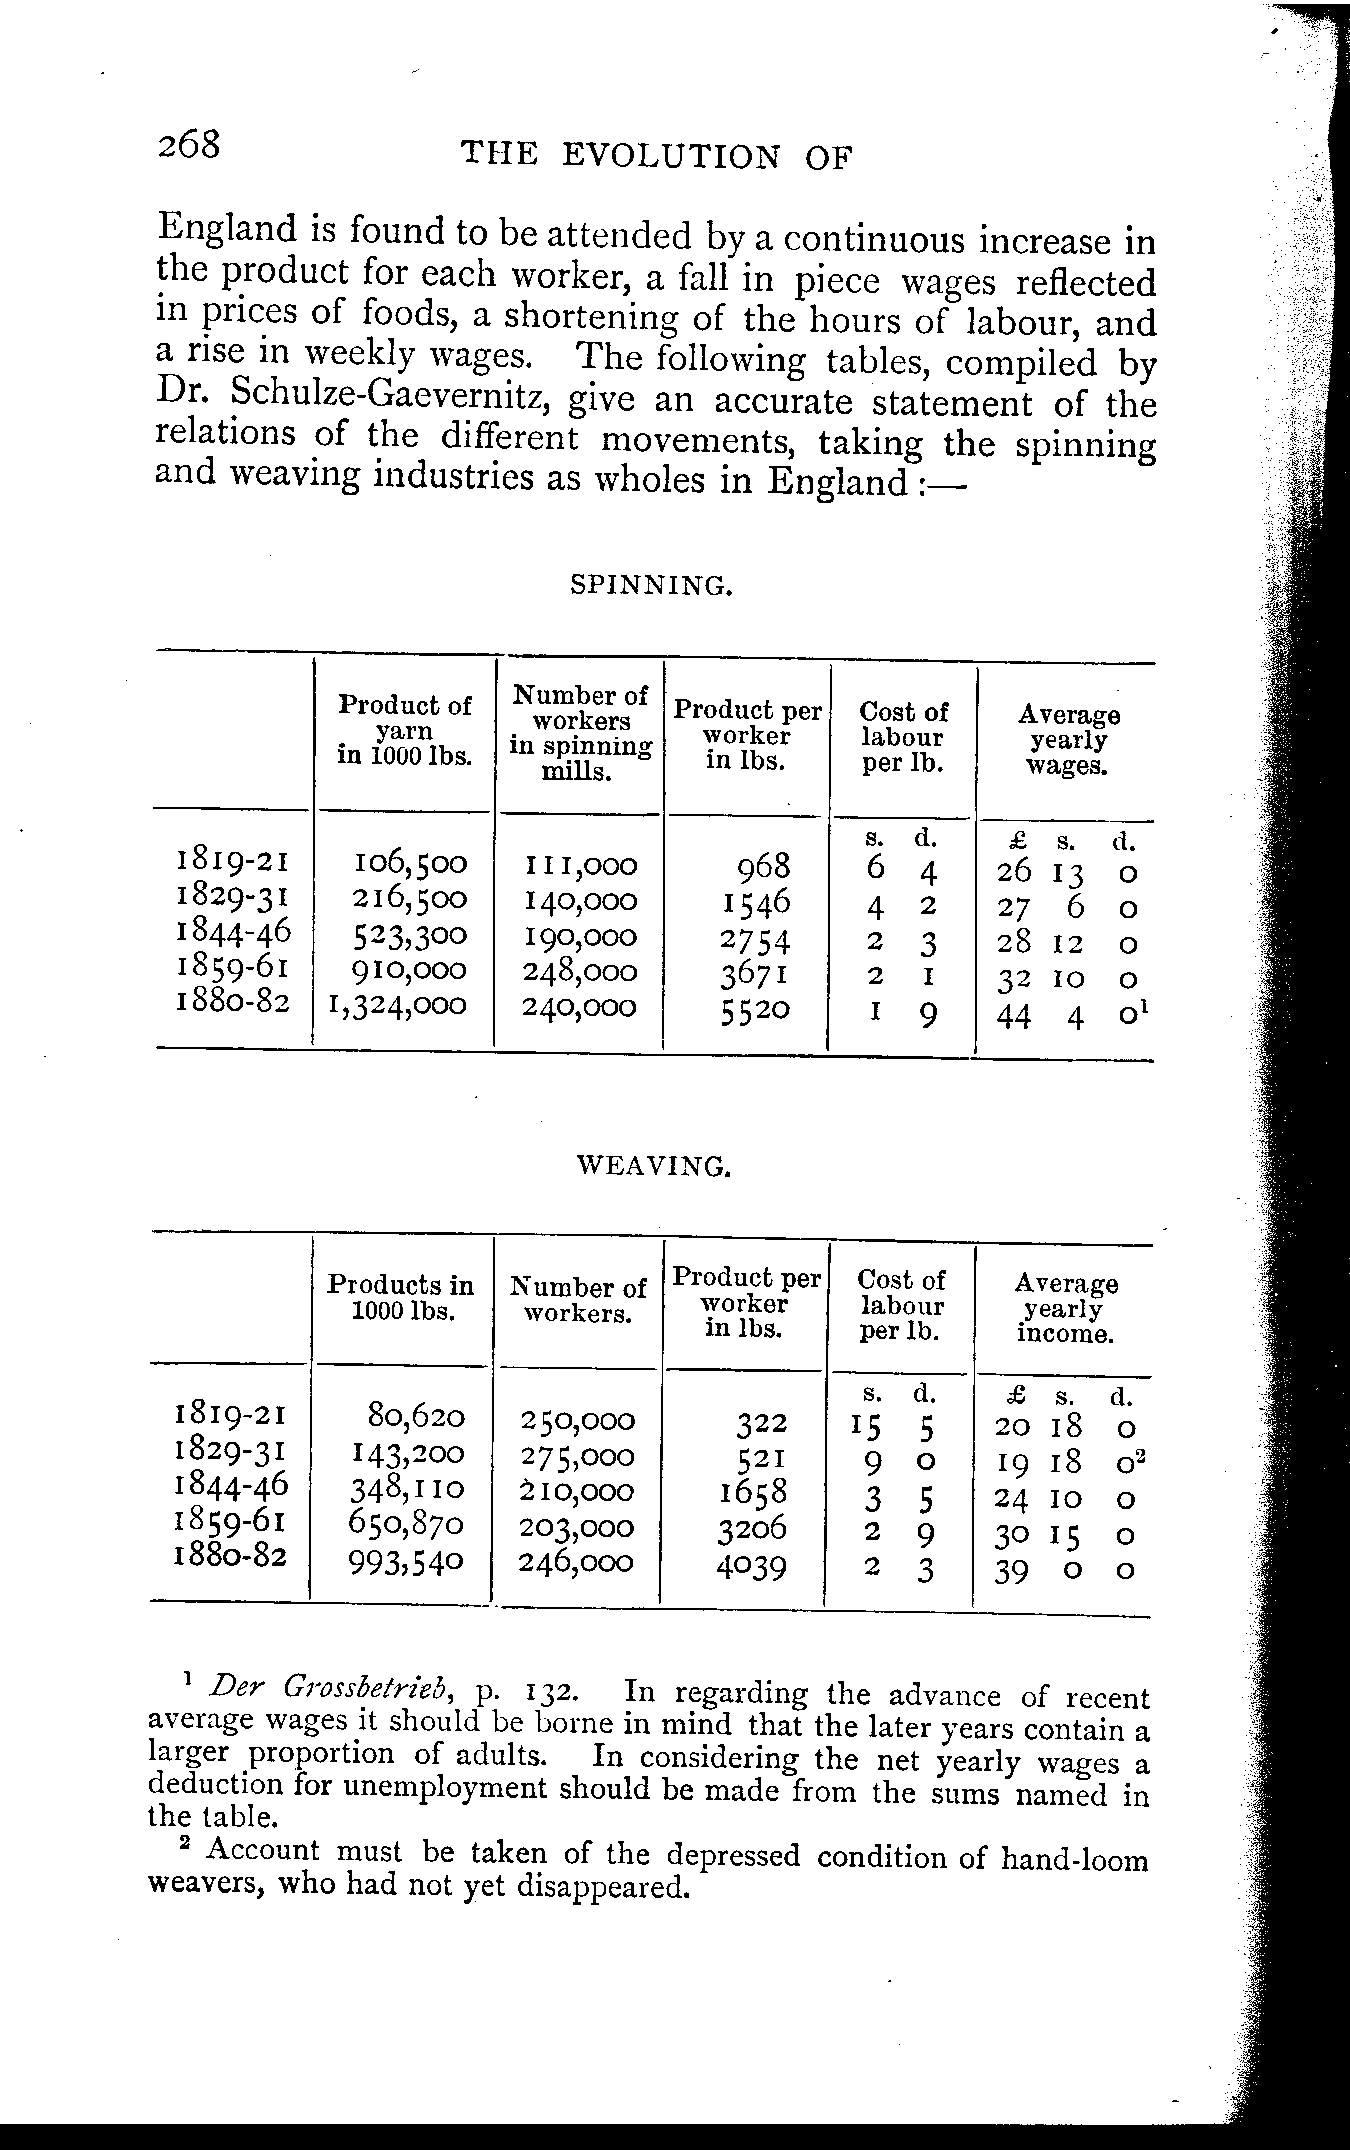 268 THE EVOLUTION OF
England is found to be attended by a continuous increase in
the product for each worker, a fall in piece wages reflected
in prices of foods, a shortening of the hours of labour, and
a rise in weekly wages. The following tables, compiled by
Dr. Schulze-Gaevernitz, give an accurate statement of the
relations of the different movements, taking the spinning
and weaving industries as wholes in England :—
SPINNING.
Product of yarn in 1000 lbs. Number of workers in spinning mills. Product per worker in lbs. Cost of labour per lb. Average yearly wages.
s. d. £ s. d.
1819-21 106,500 111,000 968 6 4 26 13 0
1829-31 216,500 140,000 1546 4 2 27 6 0
1844-46 523,300 190,000 2754 2 3 28 12 0
1859-61 910,000 248,000 3671 2 1 32 10 0
1880-82 1,324,000 240,000 5520 1 9 44 4 0¹
WEAVING.
Products in 1000 lbs. Number of workers. Product per worker in lbs. Cost of labour per lb. Average yearly income.
s. d. £ s. d.
1819-21 80,620 250,000 322 15 5 20 18 0
1829-31 143,200 275,000 521 9 0 19 18 0²
1844-46 348,110 210,000 1658 3 5 24 10 0
1859-61 650,870 203,000 3206 2 9 30 15 0
1880-82 993,540 246,000 4039 2 3 39 0 0
¹ Der Grossbetrieb, p. 132. In regarding the advance of recent
average wages it should be borne in mind that the later years contain a
larger proportion of adults. In considering the net yearly wages a
deduction for unemployment should be made from the sums named in
the table.
² Account must be taken of the depressed condition of hand-loom
weavers, who had not yet disappeared.